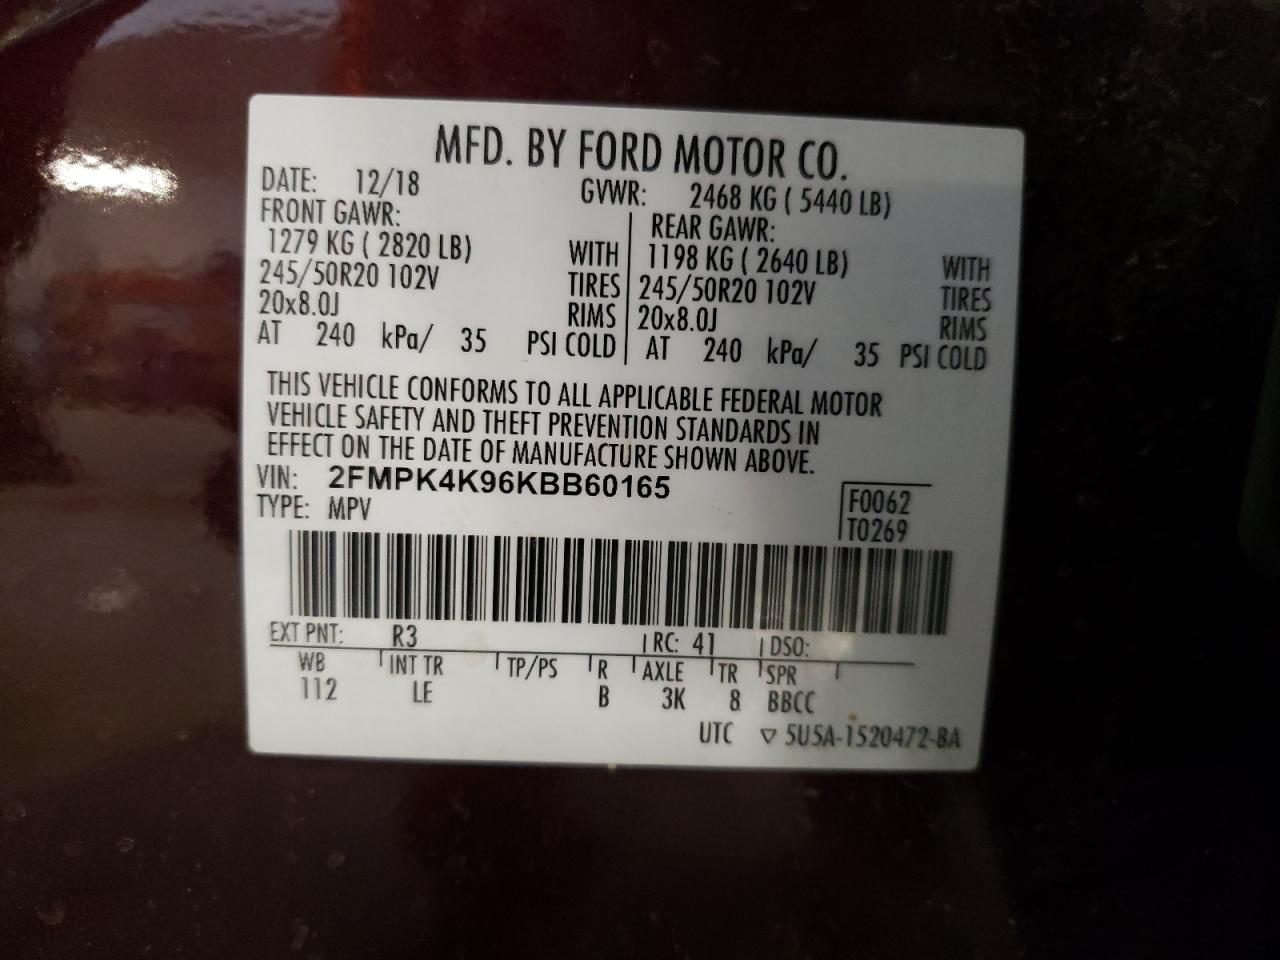 MFD. BY FORD MOTOR CO.
DATE: 12/18 GVWR: 2468 KG ( 5440 LB)
FRONT GAWR: REAR GAWR:
1279 KG ( 2820 LB) WITH 1198 KG ( 2640 LB) WITH
245/50R20 102V TIRES 245/50R20 102V TIRES
20x8.0J RIMS 20x8.0J RIMS
AT 240 kPa/ 35 PSI COLD AT 240 kPa/ 35 PSI COLD
THIS VEHICLE CONFORMS TO ALL APPLICABLE FEDERAL MOTOR
VEHICLE SAFETY AND THEFT PREVENTION STANDARDS IN
EFFECT ON THE DATE OF MANUFACTURE SHOWN ABOVE.
VIN: 2FMPK4K96KBB60165
TYPE: MPV
F0062
T0269
EXT PNT: R3 RC: 41 DSO:
WB INT TR TP/PS R AXLE TR SPR
112 LE B 3K 8 BBCC
UTC ▽ 5U5A-1520472-BA